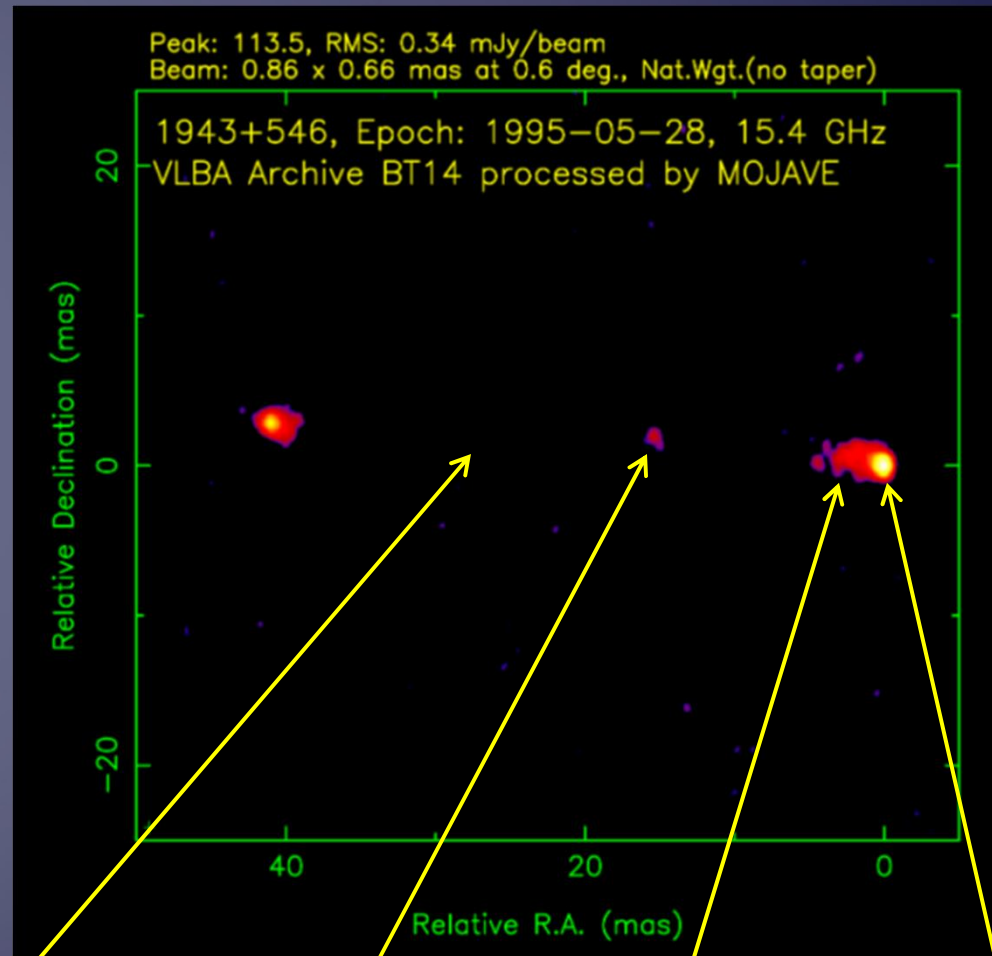 Peak: 113.5, RMS: 0.34 mJy/beam
Beam: 0.86 x 0.66 mas at 0.6 deg., Nat.Wgt.(no taper)
1943+546, Epoch: 1995−05−28, 15.4 GHz
VLBA Archive BT14 processed by MOJAVE
20
0
−20
Relative Declination (mas)
40
20
0
Relative R.A. (mas)